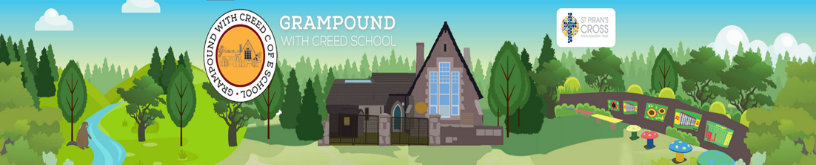 GRAMPOUND WITH CREED C OF E SCHOOL
GRAMPOUND
WITH CREED SCHOOL
ST PIRAN'S
CROSS